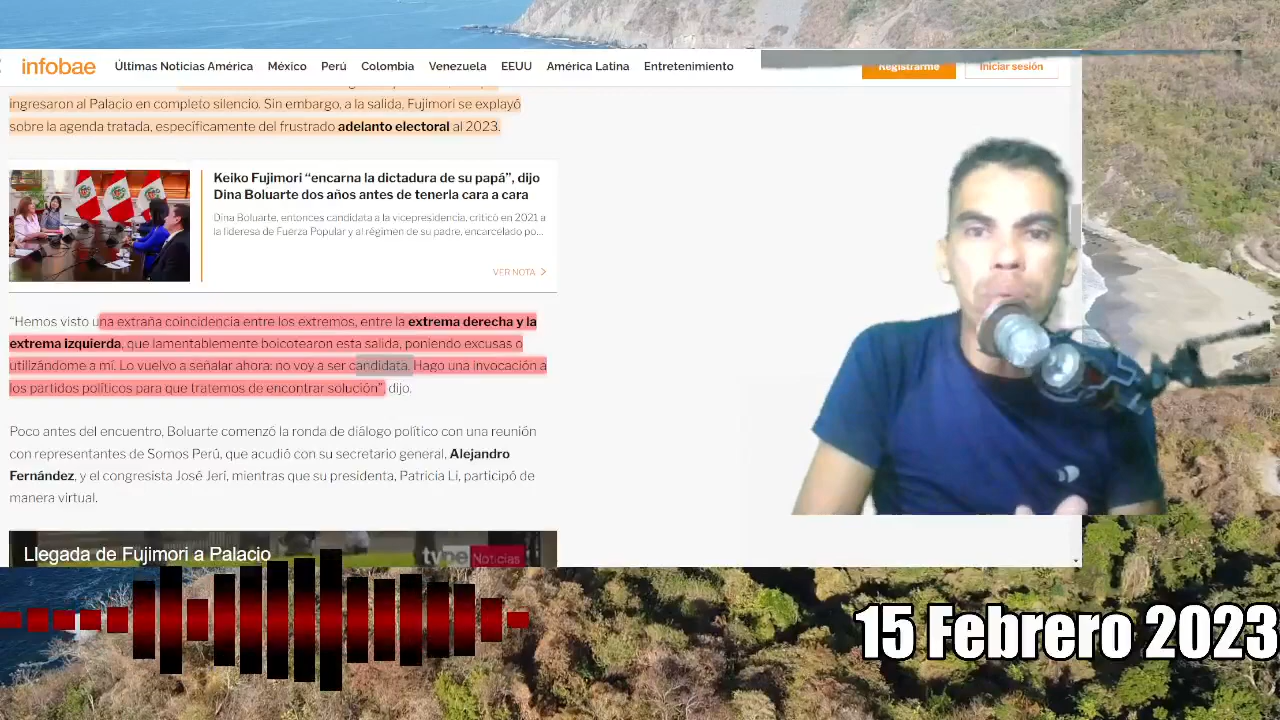 infobae
Últimas Noticias América México Perú Colombia Venezuela EEUU América Latina Entretenimiento
Registrarme Iniciar sesión
ingresaron al Palacio en completo silencio. Sin embargo, a la salida, Fujimori se explayó
sobre la agenda tratada, específicamente del frustrado adelanto electoral al 2023.
Keiko Fujimori “encarna la dictadura de su papá”, dijo
Dina Boluarte dos años antes de tenerla cara a cara
Dina Boluarte, entonces candidata a la vicepresidencia, criticó en 2021 a
la lideresa de Fuerza Popular y al régimen de su padre, encarcelado po...
VER NOTA
“Hemos visto una extraña coincidencia entre los extremos, entre la extrema derecha y la
extrema izquierda, que lamentablemente boicotearon esta salida, poniendo excusas o
utilizándome a mí. Lo vuelvo a señalar ahora: no voy a ser candidata. Hago una invocación a
los partidos políticos para que tratemos de encontrar solución”, dijo.
Poco antes del encuentro, Boluarte comenzó la ronda de diálogo político con una reunión
con representantes de Somos Perú, que acudió con su secretario general, Alejandro
Fernández, y el congresista José Jerí, mientras que su presidenta, Patricia Li, participó de
manera virtual.
Llegada de Fujimori a Palacio
Noticias
15 Febrero 2023